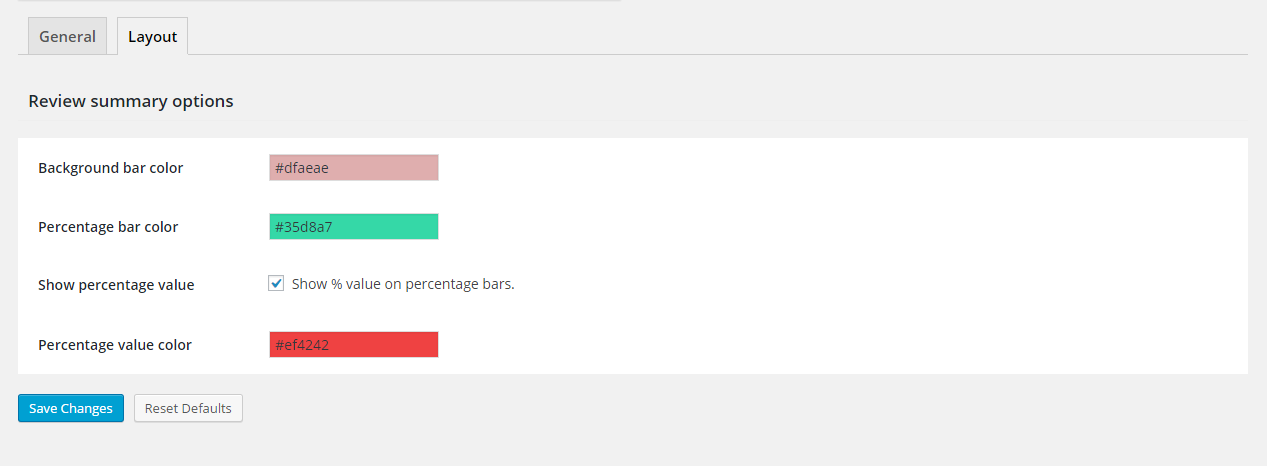 General Layout
Review summary options
Background bar color #dfaeae
Percentage bar color #35d8a7
Show percentage value Show % value on percentage bars.
Percentage value color #ef4242
Save Changes Reset Defaults